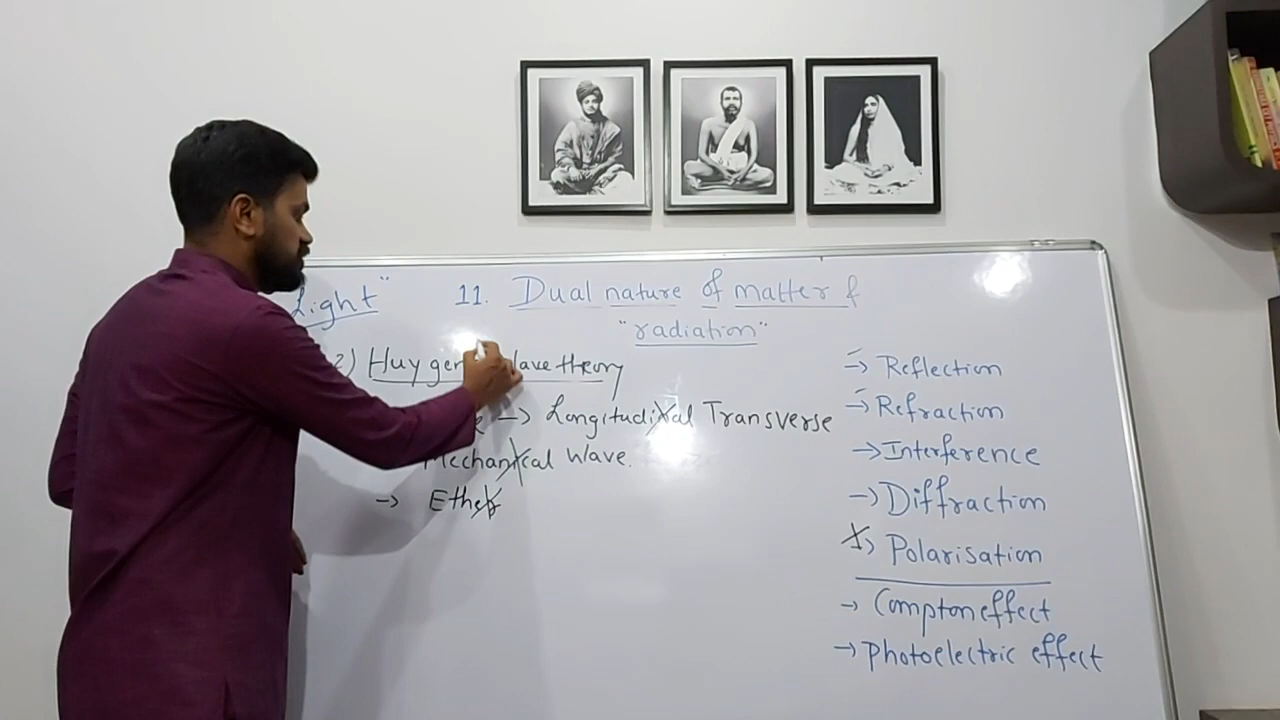 Light"
11. Dual nature of matter &
"radiation"
2) Huygen Wave theory
-> Longitudinal Transverse
Mechanical Wave.
-> Ether
-> Reflection
-> Refraction
-> Interference
-> Diffraction
-> Polarisation
-> Compton effect
-> Photoelectric effect